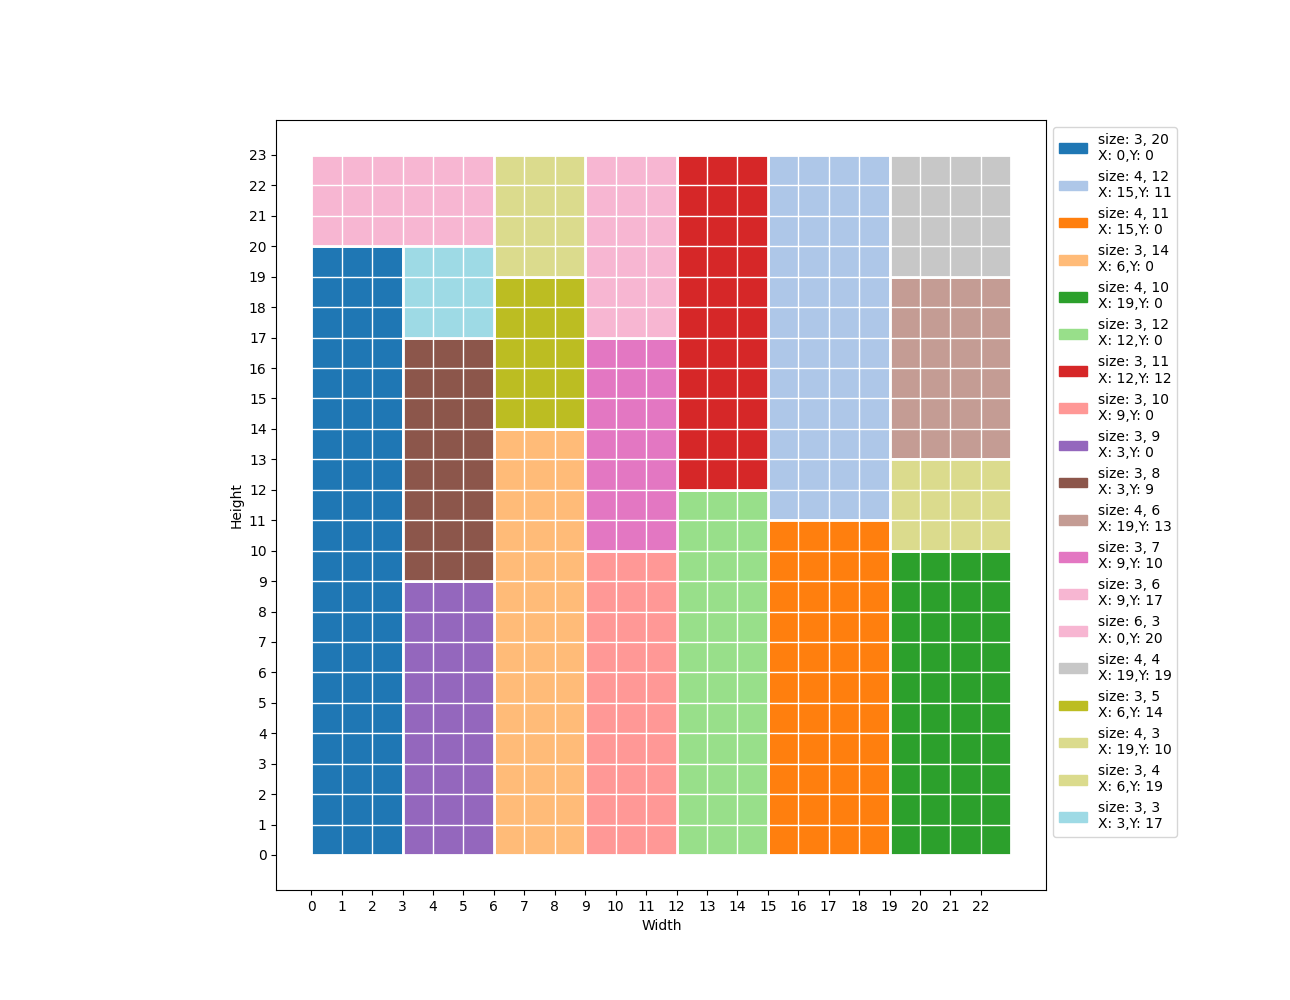 23
22
21
20
19
18
17
16
15
14
13
12
11
10
9
8
7
6
5
4
3
2
1
0
Height
0 1 2 3 4 5 6 7 8 9 10 11 12 13 14 15 16 17 18 19 20 21 22
Width
size: 3, 20
X: 0,Y: 0
size: 4, 12
X: 15,Y: 11
size: 4, 11
X: 15,Y: 0
size: 3, 14
X: 6,Y: 0
size: 4, 10
X: 19,Y: 0
size: 3, 12
X: 12,Y: 0
size: 3, 11
X: 12,Y: 12
size: 3, 10
X: 9,Y: 0
size: 3, 9
X: 3,Y: 0
size: 3, 8
X: 3,Y: 9
size: 4, 6
X: 19,Y: 13
size: 3, 7
X: 9,Y: 10
size: 3, 6
X: 9,Y: 17
size: 6, 3
X: 0,Y: 20
size: 4, 4
X: 19,Y: 19
size: 3, 5
X: 6,Y: 14
size: 4, 3
X: 19,Y: 10
size: 3, 4
X: 6,Y: 19
size: 3, 3
X: 3,Y: 17